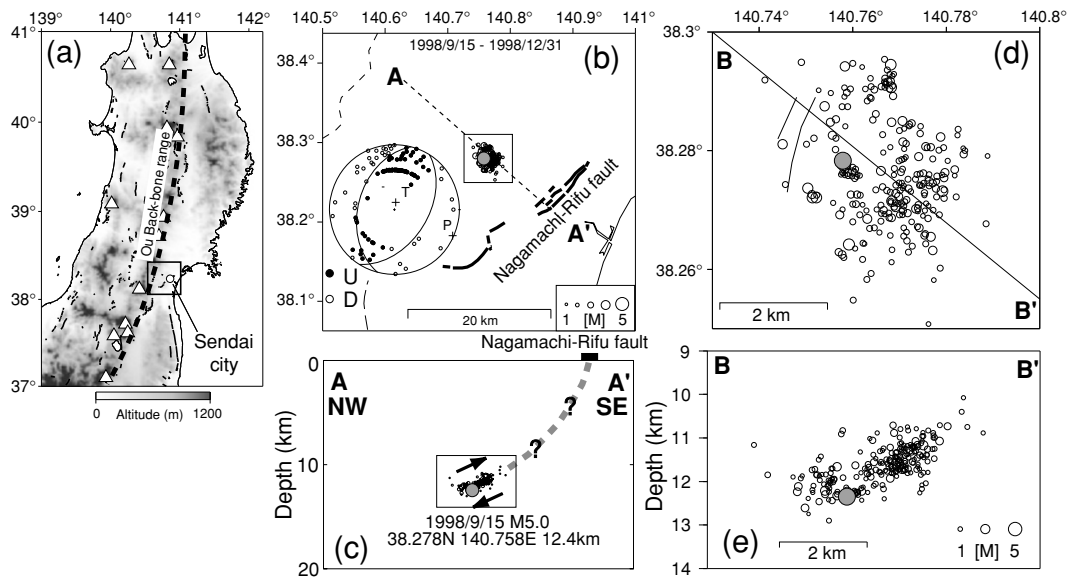 139° 140° 141° 142°
41°
40°
39°
38°
37°
(a)
Ou Back-bone range
Sendai
city
0 Altitude (m) 1200
140.5 140.6° 140.7° 140.8° 140.9° 141°
38.4°
38.3°
38.2°
38.1°
1998/9/15 - 1998/12/31
(b)
A
A'
T
P
U
D
Nagamachi-Rifu fault
20 km
1 [M] 5
Nagamachi-Rifu fault
0
10
20
Depth (km)
A
NW
A'
SE
?
?
1998/9/15 M5.0
38.278N 140.758E 12.4km
(c)
140.74° 140.76° 140.78° 140.8°
38.3°
38.28°
38.26°
B
(d)
B'
2 km
9
10
11
12
13
14
Depth (km)
B
B'
2 km
(e)
1 [M] 5